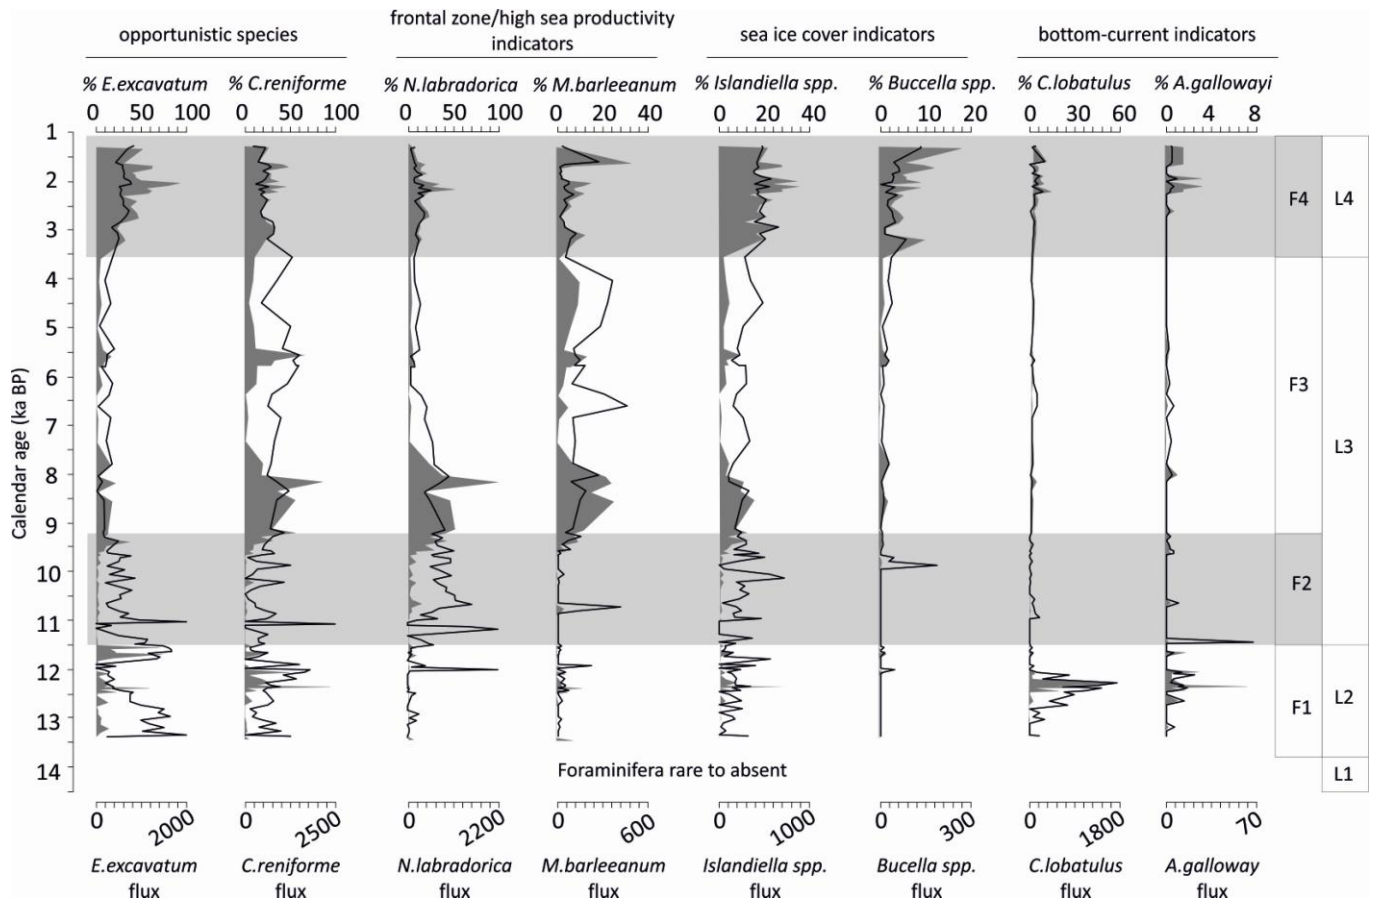 opportunistic species
frontal zone/high sea productivity
indicators
sea ice cover indicators
bottom-current indicators
% E.excavatum
% C.reniforme
% N.labradorica
% M.barleeanum
% Islandiella spp.
% Buccella spp.
% C.lobatulus
% A.gallowayi
0 50 100
0 50 100
0 50 100
0 20 40
0 20 40
0 10 20
0 30 60
0 4 8
Calendar age (ka BP)
1
2
3
4
5
6
7
8
9
10
11
12
13
14
F4
F3
F2
F1
L4
L3
L2
L1
Foraminifera rare to absent
0 2000
0 2500
0 2200
0 600
0 1000
0 300
0 1800
0 70
E.excavatum
flux
C.reniforme
flux
N.labradorica
flux
M.barleeanum
flux
Islandiella spp.
flux
Bucella spp.
flux
C.lobatulus
flux
A.galloway
flux